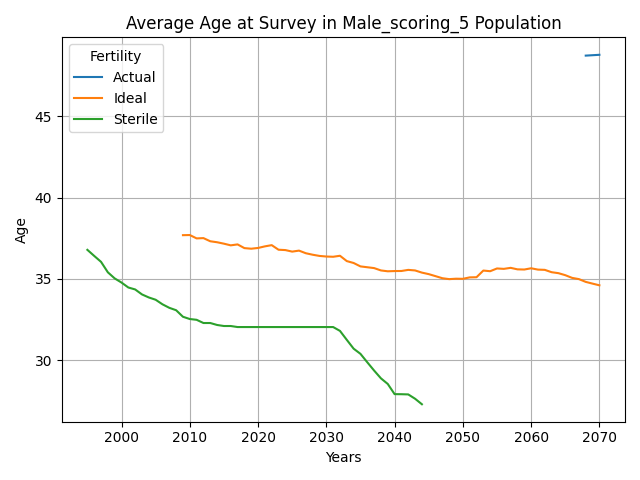 Average Age at Survey in Male_scoring_5 Population
Fertility
Actual
Ideal
Sterile
Age
45
40
35
30
2000 2010 2020 2030 2040 2050 2060 2070
Years